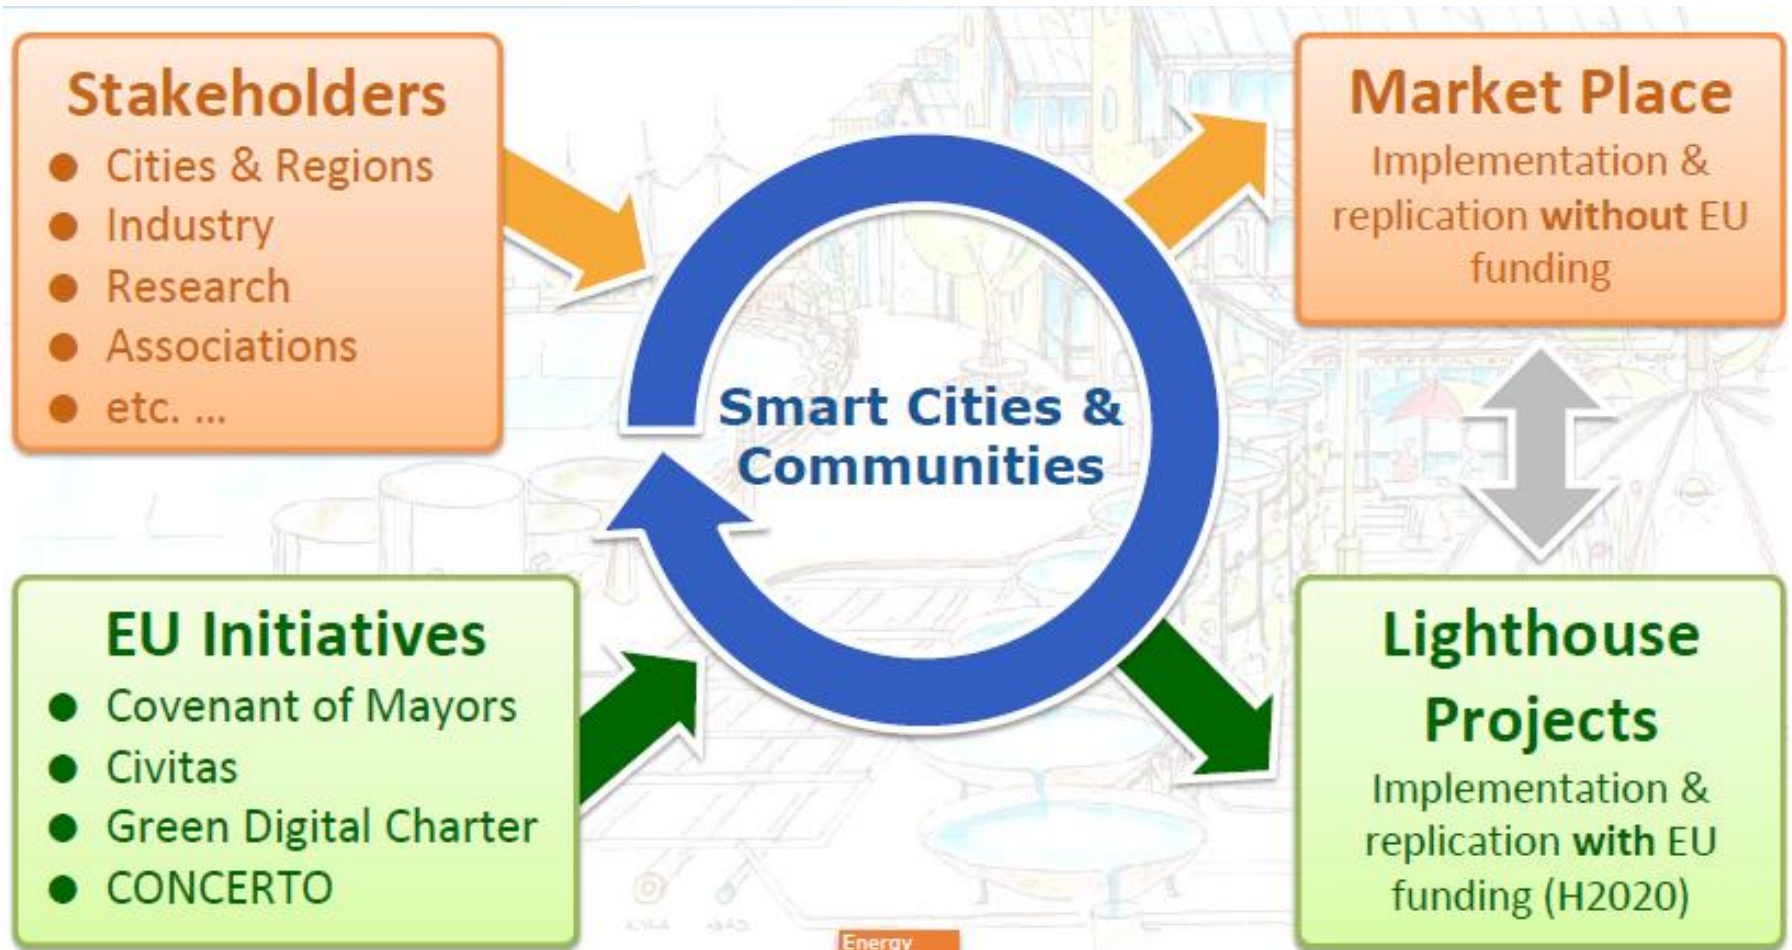 Stakeholders
● Cities & Regions
● Industry
● Research
● Associations
● etc. ...
Market Place
Implementation &
replication without EU
funding
Smart Cities &
Communities
EU Initiatives
● Covenant of Mayors
● Civitas
● Green Digital Charter
● CONCERTO
Lighthouse
Projects
Implementation &
replication with EU
funding (H2020)
Energy